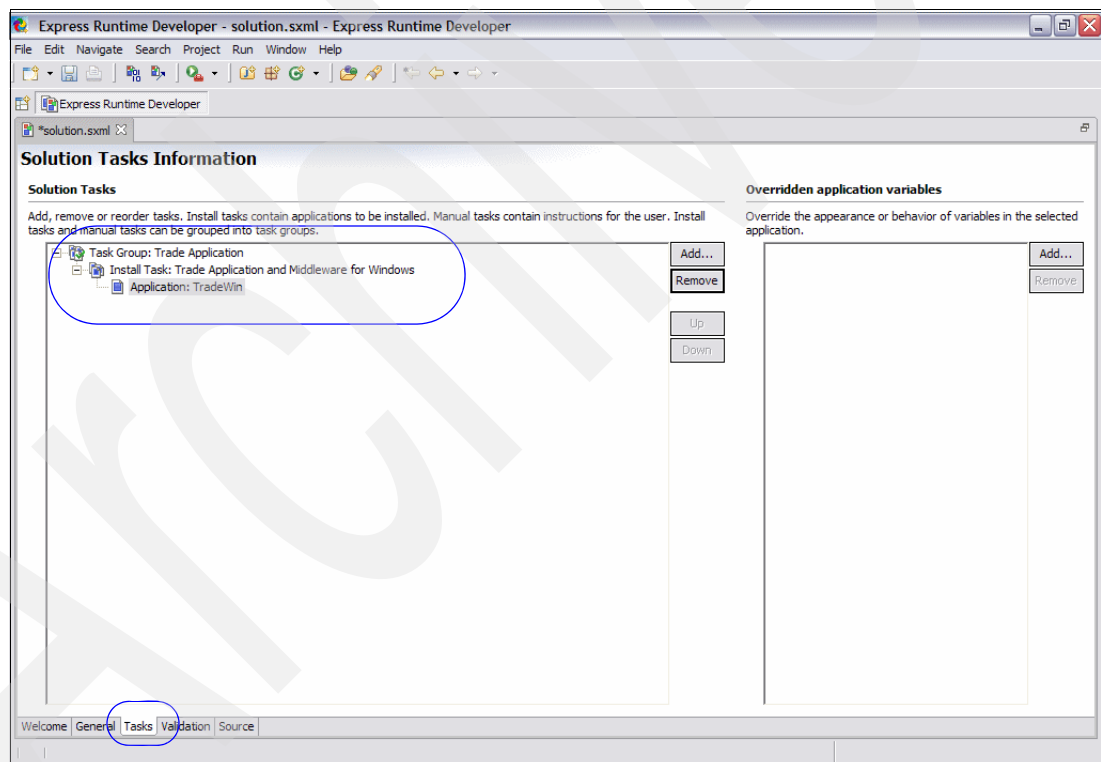 Express Runtime Developer - solution.sxml - Express Runtime Developer
File Edit Navigate Search Project Run Window Help
Express Runtime Developer
*solution.sxml
Solution Tasks Information
Solution Tasks
Add, remove or reorder tasks. Install tasks contain applications to be installed. Manual tasks contain instructions for the user. Install
tasks and manual tasks can be grouped into task groups.
Task Group: Trade Application
Install Task: Trade Application and Middleware for Windows
Application: TradeWin
Add...
Remove
Up
Down
Overridden application variables
Override the appearance or behavior of variables in the selected
application.
Add...
Remove
Welcome General Tasks Validation Source